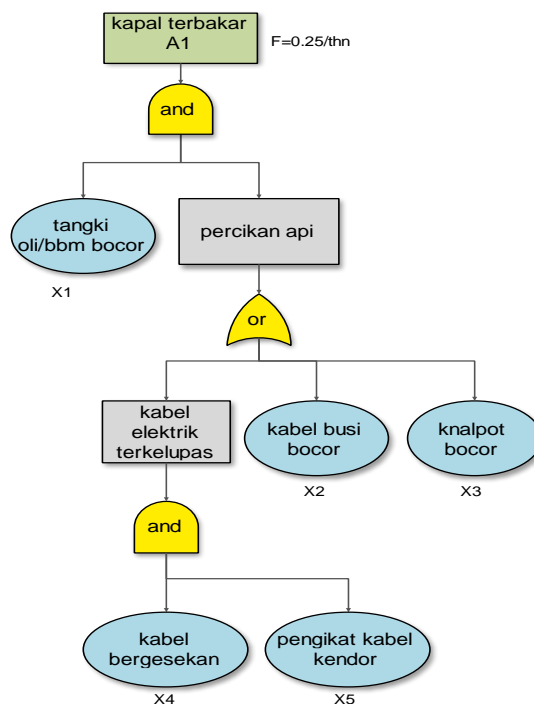 kapal terbakar
A1
F=0.25/thn
and
tangki
oli/bbm bocor
X1
percikan api
or
kabel
elektrik
terkelupas
kabel busi
bocor
X2
knalpot
bocor
X3
and
kabel
bergesekan
X4
pengikat kabel
kendor
X5